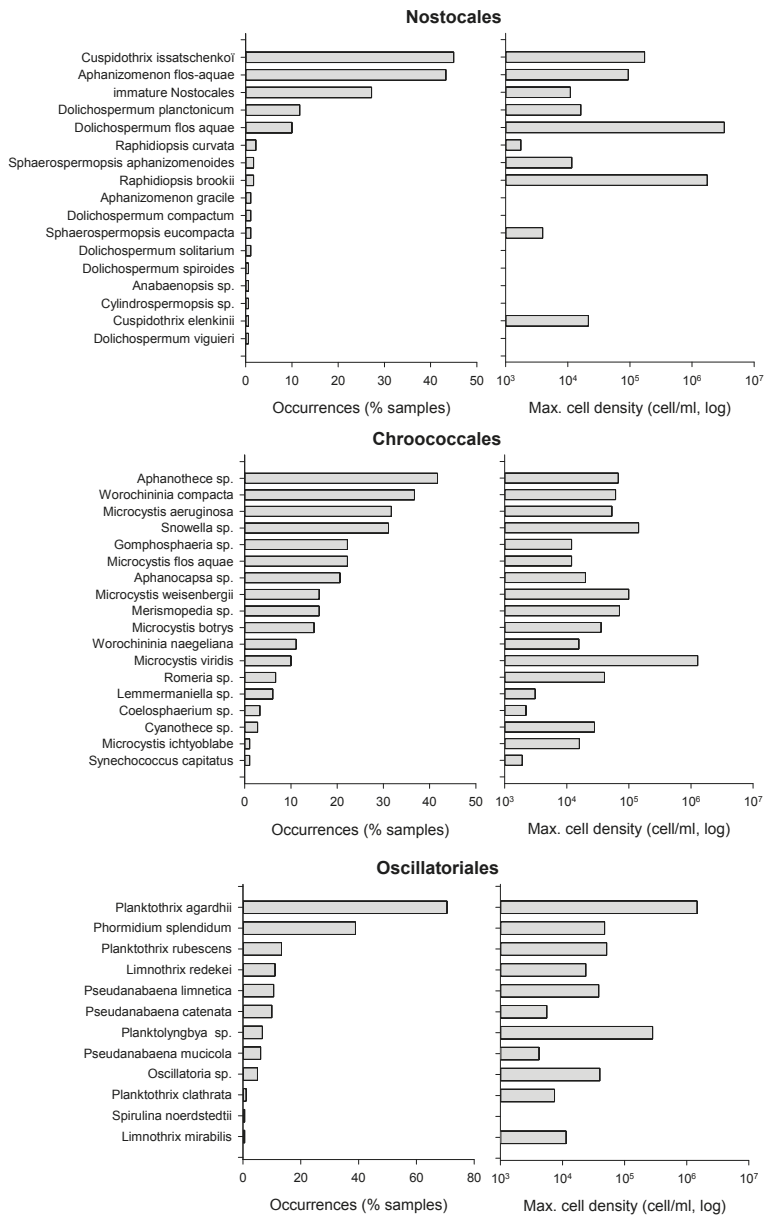 Nostocales
Cuspidothrix issatschenkoï
Aphanizomenon flos-aquae
immature Nostocales
Dolichospermum planctonicum
Dolichospermum flos aquae
Raphidiopsis curvata
Sphaerospermopsis aphanizomenoides
Raphidiopsis brookii
Aphanizomenon gracile
Dolichospermum compactum
Sphaerospermopsis eucompacta
Dolichospermum solitarium
Dolichospermum spiroides
Anabaenopsis sp.
Cylindrospermopsis sp.
Cuspidothrix elenkinii
Dolichospermum viguieri
0 10 20 30 40 50 10³ 10⁴ 10⁵ 10⁶ 10⁷
Occurrences (% samples) Max. cell density (cell/ml, log)
Chroococcales
Aphanothece sp.
Worochininia compacta
Microcystis aeruginosa
Snowella sp.
Gomphosphaeria sp.
Microcystis flos aquae
Aphanocapsa sp.
Microcystis weisenbergii
Merismopedia sp.
Microcystis botrys
Worochininia naegeliana
Microcystis viridis
Romeria sp.
Lemmermaniella sp.
Coelosphaerium sp.
Cyanothece sp.
Microcystis ichtyoblabe
Synechococcus capitatus
0 10 20 30 40 50 10³ 10⁴ 10⁵ 10⁶ 10⁷
Occurrences (% samples) Max. cell density (cell/ml, log)
Oscillatoriales
Planktothrix agardhii
Phormidium splendidum
Planktothrix rubescens
Limnothrix redekei
Pseudanabaena limnetica
Pseudanabaena catenata
Planktolyngbya sp.
Pseudanabaena mucicola
Oscillatoria sp.
Planktothrix clathrata
Spirulina noerdstedtii
Limnothrix mirabilis
0 20 40 60 80 10³ 10⁴ 10⁵ 10⁶ 10⁷
Occurrences (% samples) Max. cell density (cell/ml, log)